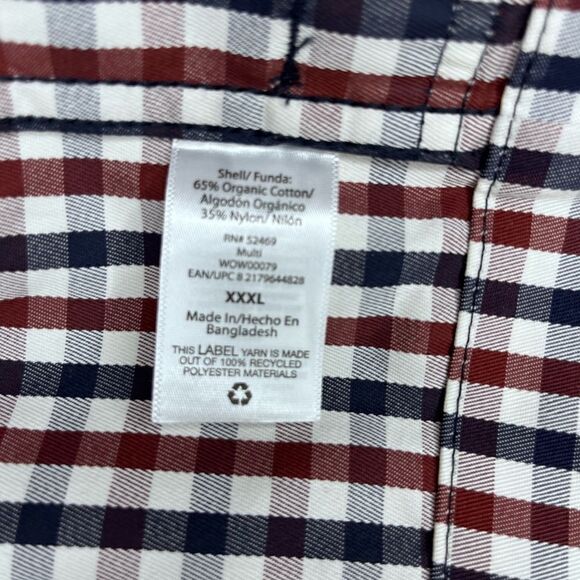 Shell/ Funda:
65% Organic Cotton/
Algodón Orgánico
35% Nylon/ Nilón
RN# 52469
Multi
WOW00079
EAN/UPC 8 2179644828
XXXL
Made In/Hecho En
Bangladesh
THIS LABEL YARN IS MADE
OUT OF 100% RECYCLED
POLYESTER MATERIALS